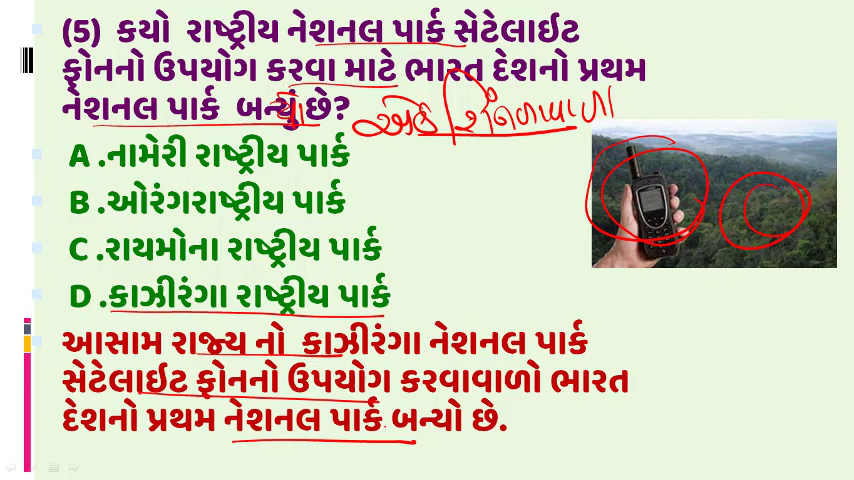 (5) કયો રાષ્ટ્રીય નેશનલ પાર્ક સેટેલાઇટ
ફોનનો ઉપયોગ કરવા માટે ભારત દેશનો પ્રથમ
નેશનલ પાર્ક બન્યું છે?
A .નામેરી રાષ્ટ્રીય પાર્ક
B .ઓરંગરાષ્ટ્રીય પાર્ક
C .રાયમોના રાષ્ટ્રીય પાર્ક
D .કાઝીરંગા રાષ્ટ્રીય પાર્ક
આસામ રાજ્ય નો કાઝીરંગા નેશનલ પાર્ક
સેટેલાઇટ ફોનનો ઉપયોગ કરવાવાળો ભારત
દેશનો પ્રથમ નેશનલ પાર્ક બન્યો છે.